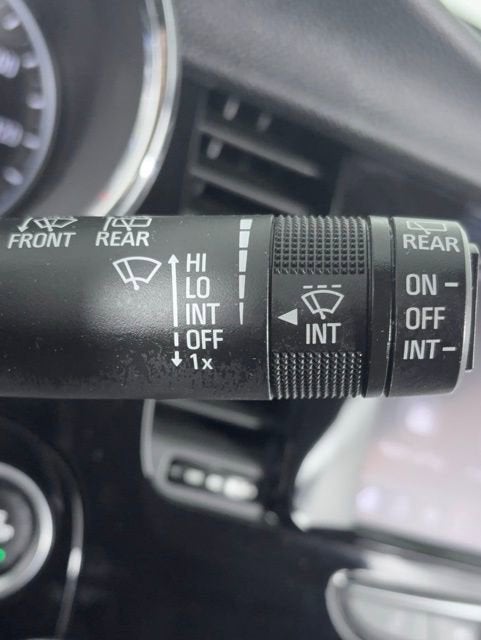 FRONT REAR
HI
LO
INT
OFF
1x
INT
REAR
ON
OFF
INT